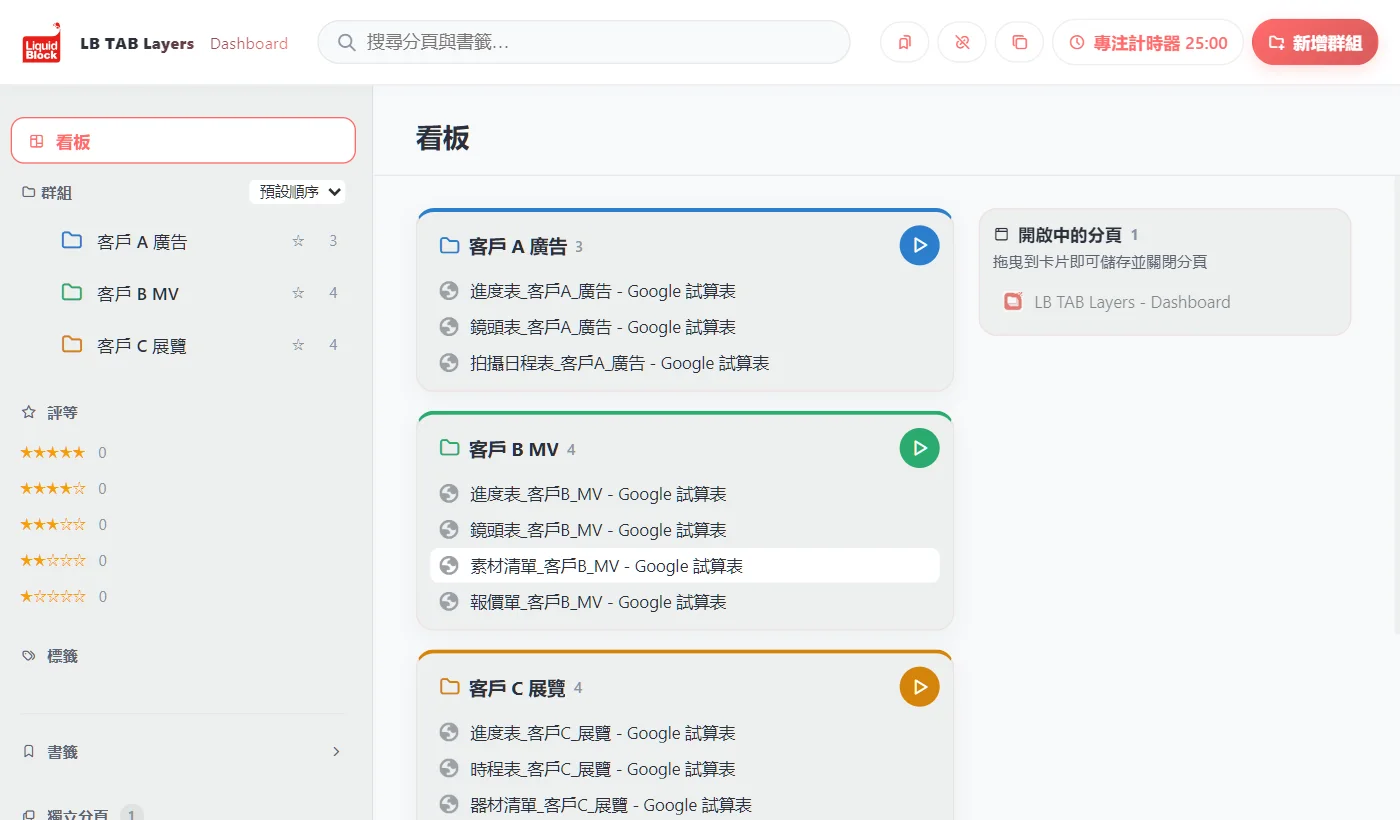 Liquid Block
LB TAB Layers Dashboard
搜尋分頁與書籤…
專注計時器 25:00
新增群組
看板
群組
預設順序
客戶 A 廣告 ☆ 3
客戶 B MV ☆ 4
客戶 C 展覽 ☆ 4
評等
★★★★★ 0
★★★★☆ 0
★★★☆☆ 0
★★☆☆☆ 0
★☆☆☆☆ 0
標籤
書籤
獨立分頁 1
看板
客戶 A 廣告 3
進度表_客戶A_廣告 - Google 試算表
鏡頭表_客戶A_廣告 - Google 試算表
拍攝日程表_客戶A_廣告 - Google 試算表
客戶 B MV 4
進度表_客戶B_MV - Google 試算表
鏡頭表_客戶B_MV - Google 試算表
素材清單_客戶B_MV - Google 試算表
報價單_客戶B_MV - Google 試算表
客戶 C 展覽 4
進度表_客戶C_展覽 - Google 試算表
時程表_客戶C_展覽 - Google 試算表
器材清單_客戶C_展覽 - Google 試算表
開啟中的分頁 1
拖曳到卡片即可儲存並關閉分頁
LB TAB Layers - Dashboard